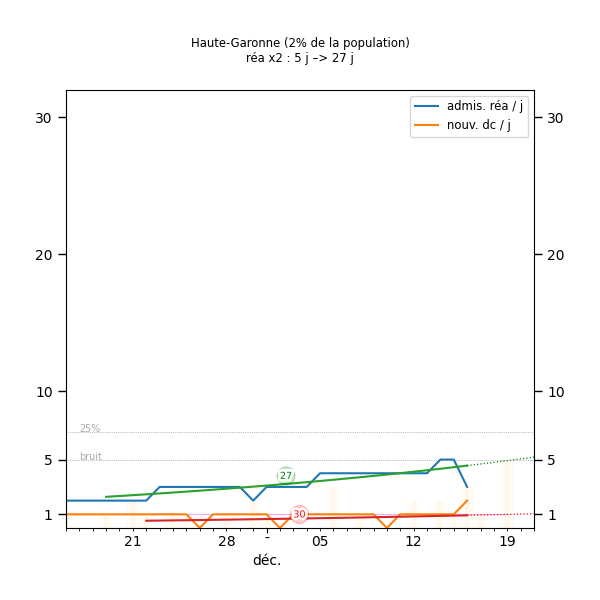 Haute-Garonne (2% de la population)
réa x2 : 5 j –> 27 j
admis. réa / j
nouv. dc / j
30 30
20 20
10 10
25%
bruit
5 5
27
30
1 1
21 28 - 05 12 19
déc.